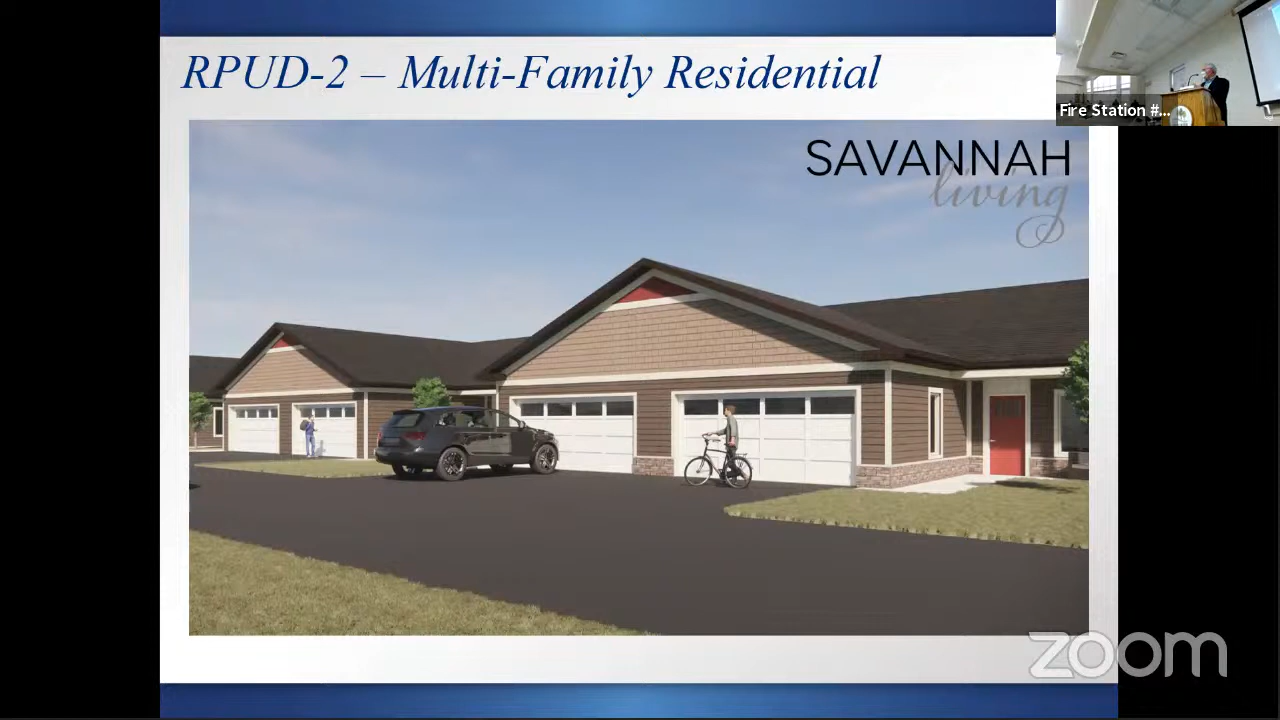 RPUD-2 – Multi-Family Residential
Fire Station #...
SAVANNAH
living
zoom